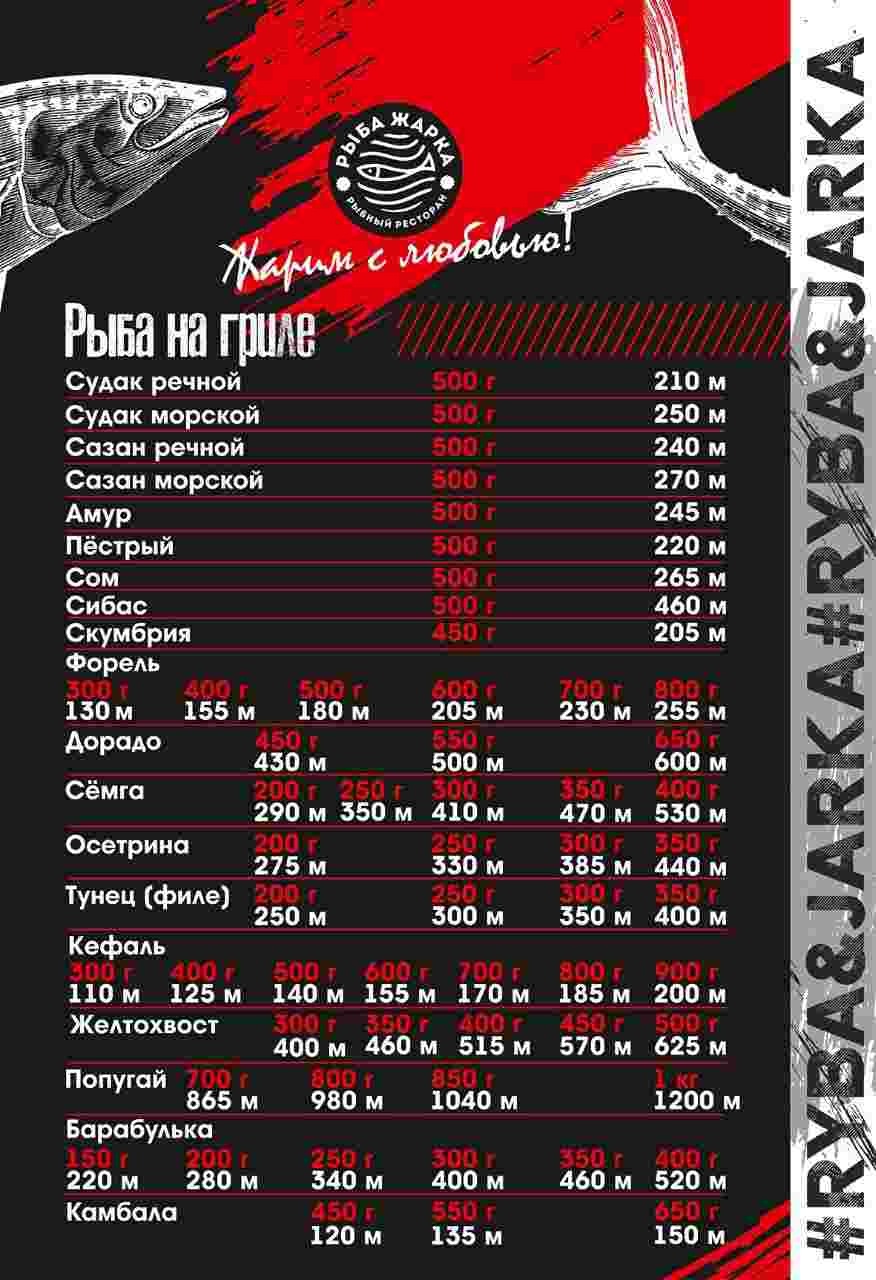 РЫБА ЖАРКА
РЫБНЫЙ РЕСТОРАН
Жарим с любовью!
Рыба на гриле
Судак речной 500 г 210 м
Судак морской 500 г 250 м
Сазан речной 500 г 240 м
Сазан морской 500 г 270 м
Амур 500 г 245 м
Пёстрый 500 г 220 м
Сом 500 г 265 м
Сибас 500 г 460 м
Скумбрия 450 г 205 м
Форель
300 г 400 г 500 г 600 г 700 г 800 г
130 м 155 м 180 м 205 м 230 м 255 м
Дорадо 450 г 550 г 650 г
430 м 500 м 600 м
Сёмга 200 г 250 г 300 г 350 г 400 г
290 м 350 м 410 м 470 м 530 м
Осетрина 200 г 250 г 300 г 350 г
275 м 330 м 385 м 440 м
Тунец (филе) 200 г 250 г 300 г 350 г
250 м 300 м 350 м 400 м
Кефаль
300 г 400 г 500 г 600 г 700 г 800 г 900 г
110 м 125 м 140 м 155 м 170 м 185 м 200 м
Желтохвост 300 г 350 г 400 г 450 г 500 г
400 м 460 м 515 м 570 м 625 м
Попугай 700 г 800 г 850 г 1 кг
865 м 980 м 1040 м 1200 м
Барабулька
150 г 200 г 250 г 300 г 350 г 400 г
220 м 280 м 340 м 400 м 460 м 520 м
Камбала 450 г 550 г 650 г
120 м 135 м 150 м
#RYBA&JARKA#RYBA&JARKA